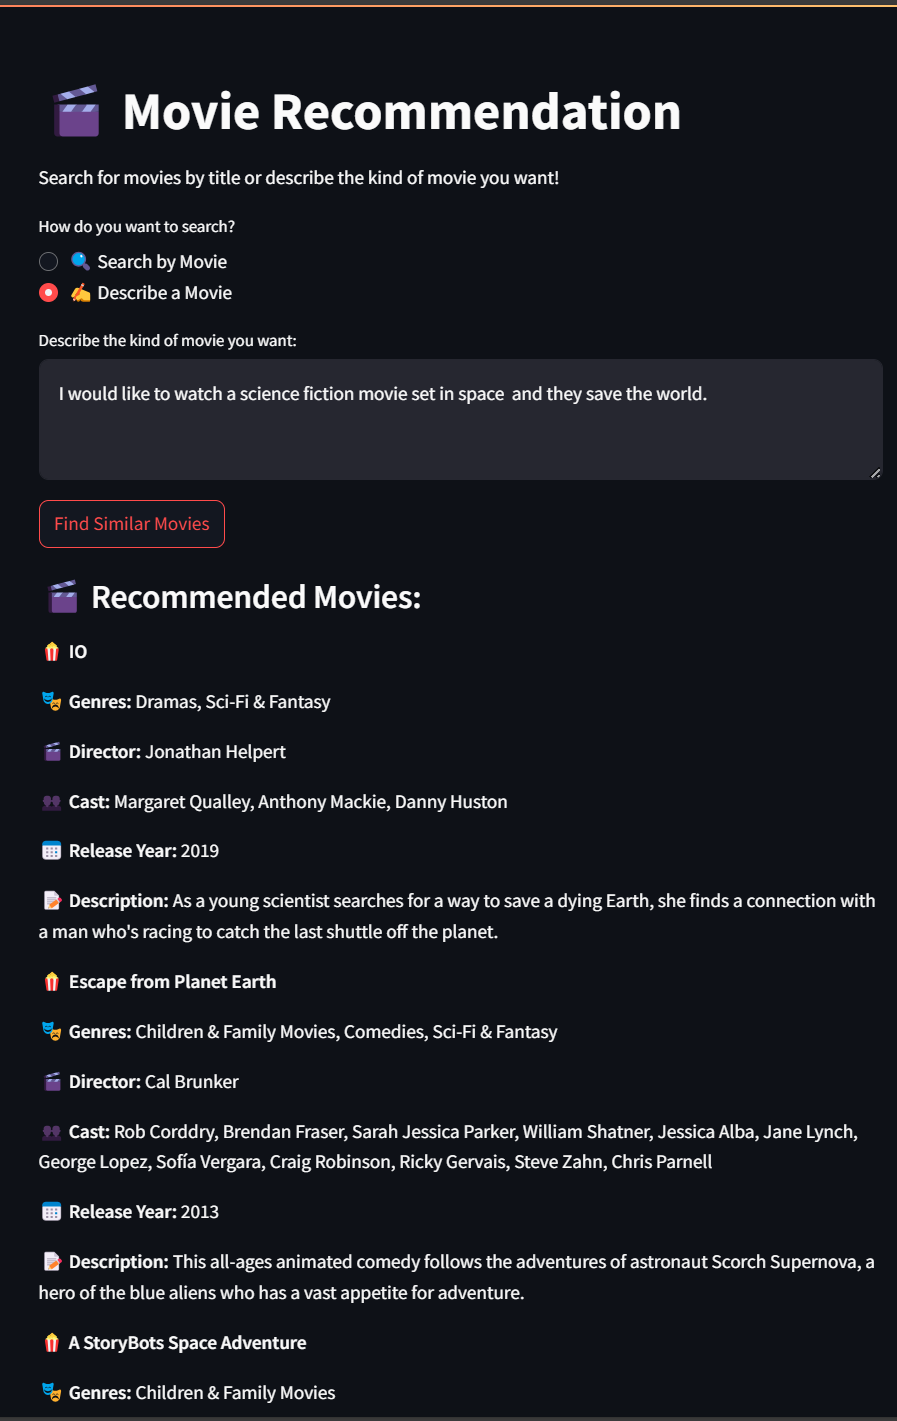 Movie Recommendation
Search for movies by title or describe the kind of movie you want!
How do you want to search?
Search by Movie
Describe a Movie
Describe the kind of movie you want:
I would like to watch a science fiction movie set in space  and they save the world.
Find Similar Movies
Recommended Movies:
IO
Genres: Dramas, Sci-Fi & Fantasy
Director: Jonathan Helpert
Cast: Margaret Qualley, Anthony Mackie, Danny Huston
Release Year: 2019
Description: As a young scientist searches for a way to save a dying Earth, she finds a connection with
a man who's racing to catch the last shuttle off the planet.
Escape from Planet Earth
Genres: Children & Family Movies, Comedies, Sci-Fi & Fantasy
Director: Cal Brunker
Cast: Rob Corddry, Brendan Fraser, Sarah Jessica Parker, William Shatner, Jessica Alba, Jane Lynch,
George Lopez, Sofía Vergara, Craig Robinson, Ricky Gervais, Steve Zahn, Chris Parnell
Release Year: 2013
Description: This all-ages animated comedy follows the adventures of astronaut Scorch Supernova, a
hero of the blue aliens who has a vast appetite for adventure.
A StoryBots Space Adventure
Genres: Children & Family Movies